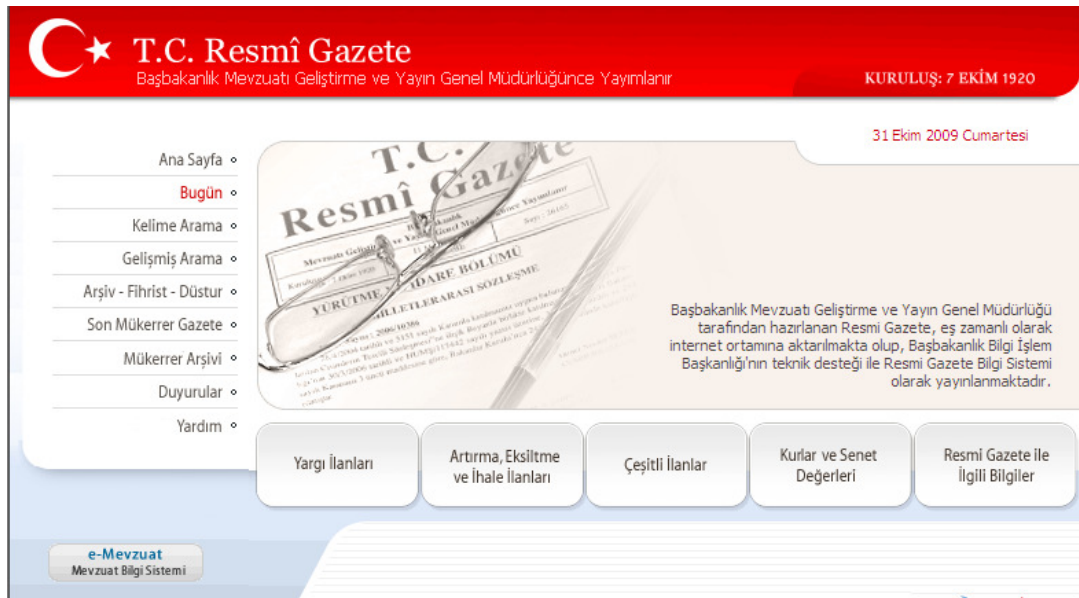 T.C. Resmî Gazete
Başbakanlık Mevzuatı Geliştirme ve Yayın Genel Müdürlüğünce Yayımlanır
KURULUŞ: 7 EKİM 1920
31 Ekim 2009 Cumartesi
Ana Sayfa
Bugün
Kelime Arama
Gelişmiş Arama
Arşiv - Fihrist - Düstur
Son Mükerrer Gazete
Mükerrer Arşivi
Duyurular
Yardım
T.C.
Resmî Gazete
YÜRÜTME VE İDARE BÖLÜMÜ
MİLLETLERARASI SÖZLEŞME
Başbakanlık Mevzuatı Geliştirme ve Yayın Genel Müdürlüğü
tarafından hazırlanan Resmi Gazete, eş zamanlı olarak
internet ortamına aktarılmakta olup, Başbakanlık Bilgi İşlem
Başkanlığı'nın teknik desteği ile Resmi Gazete Bilgi Sistemi
olarak yayınlanmaktadır.
Yargı İlanları
Artırma, Eksiltme
ve İhale İlanları
Çeşitli İlanlar
Kurlar ve Senet
Değerleri
Resmi Gazete ile
İlgili Bilgiler
e-Mevzuat
Mevzuat Bilgi Sistemi